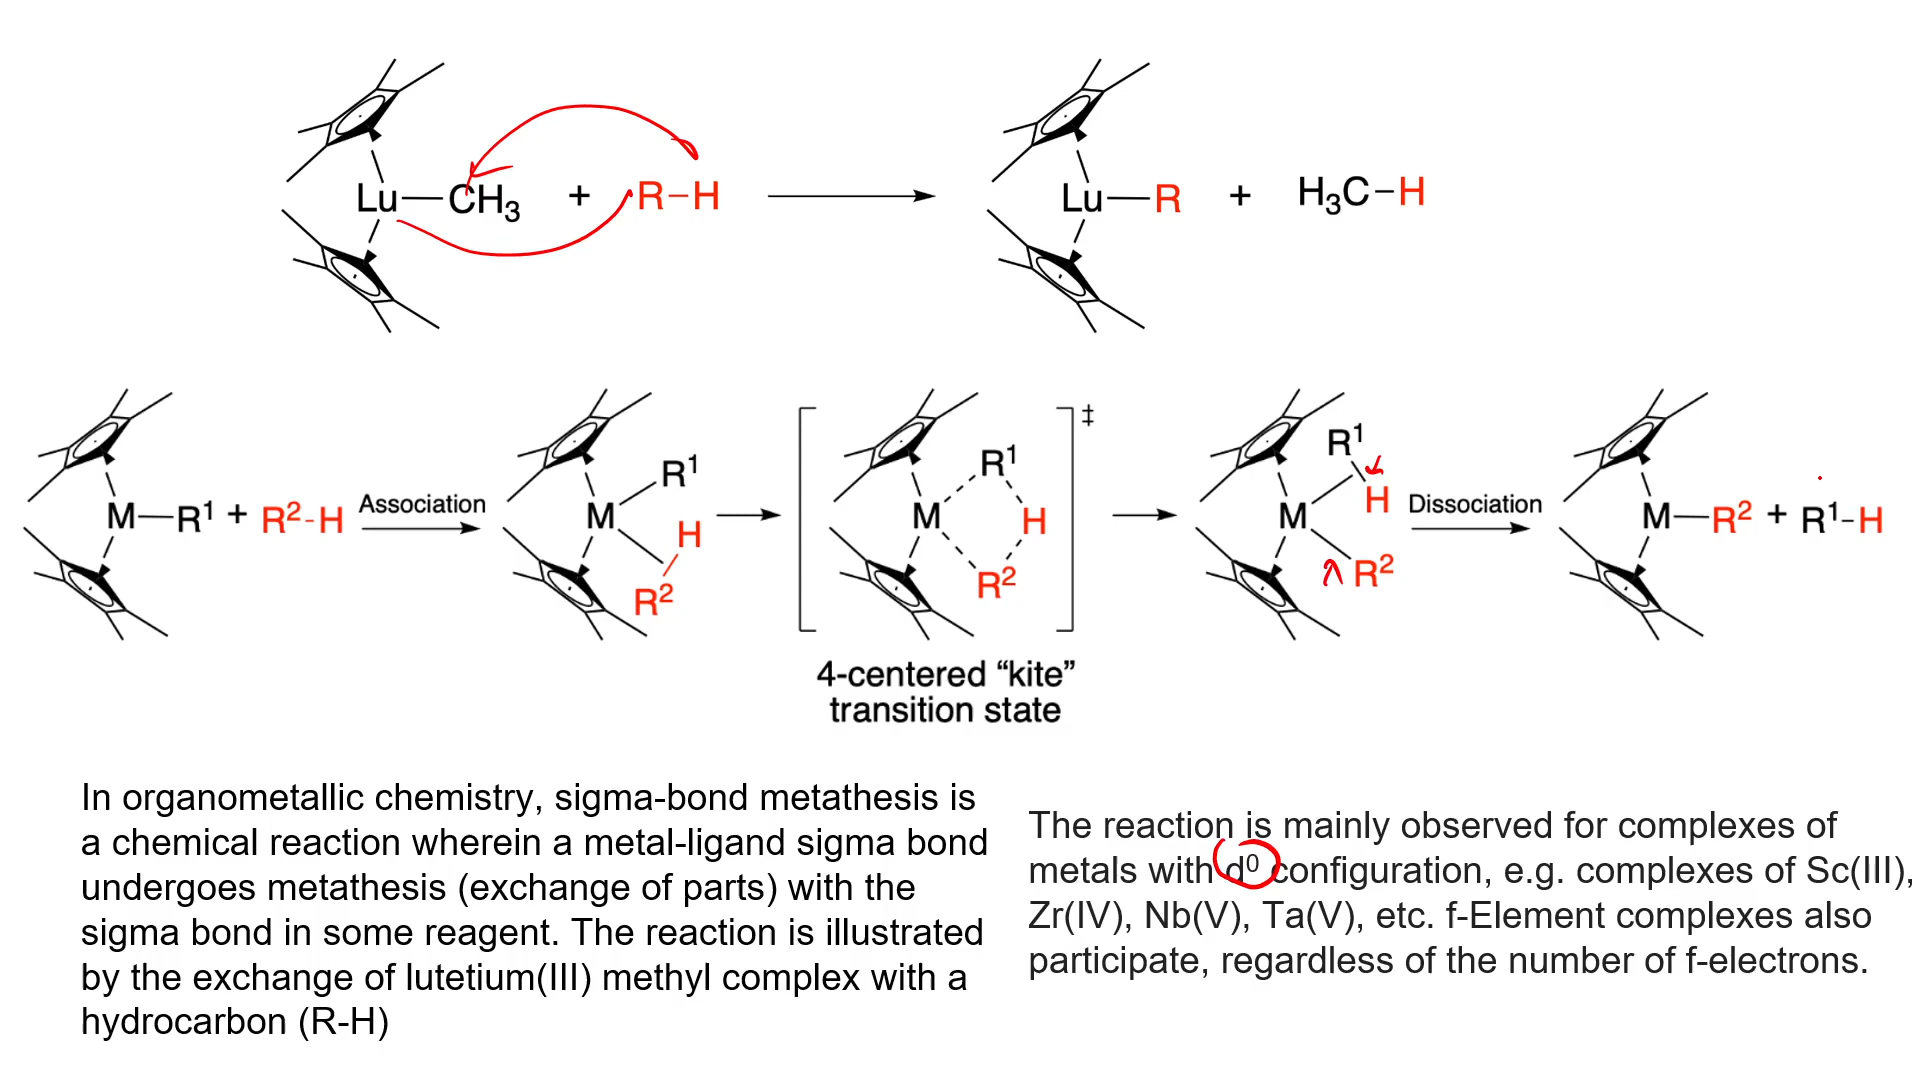 Lu—CH₃ + R–H Lu—R + H₃C–H
M—R¹ + R²-H Association M R¹ H R² M R¹ H R² ‡ M R¹ H R² Dissociation M—R² + R¹-H
4-centered “kite”
transition state
In organometallic chemistry, sigma-bond metathesis is
a chemical reaction wherein a metal-ligand sigma bond
undergoes metathesis (exchange of parts) with the
sigma bond in some reagent. The reaction is illustrated
by the exchange of lutetium(III) methyl complex with a
hydrocarbon (R-H)
The reaction is mainly observed for complexes of
metals with d⁰ configuration, e.g. complexes of Sc(III),
Zr(IV), Nb(V), Ta(V), etc. f-Element complexes also
participate, regardless of the number of f-electrons.